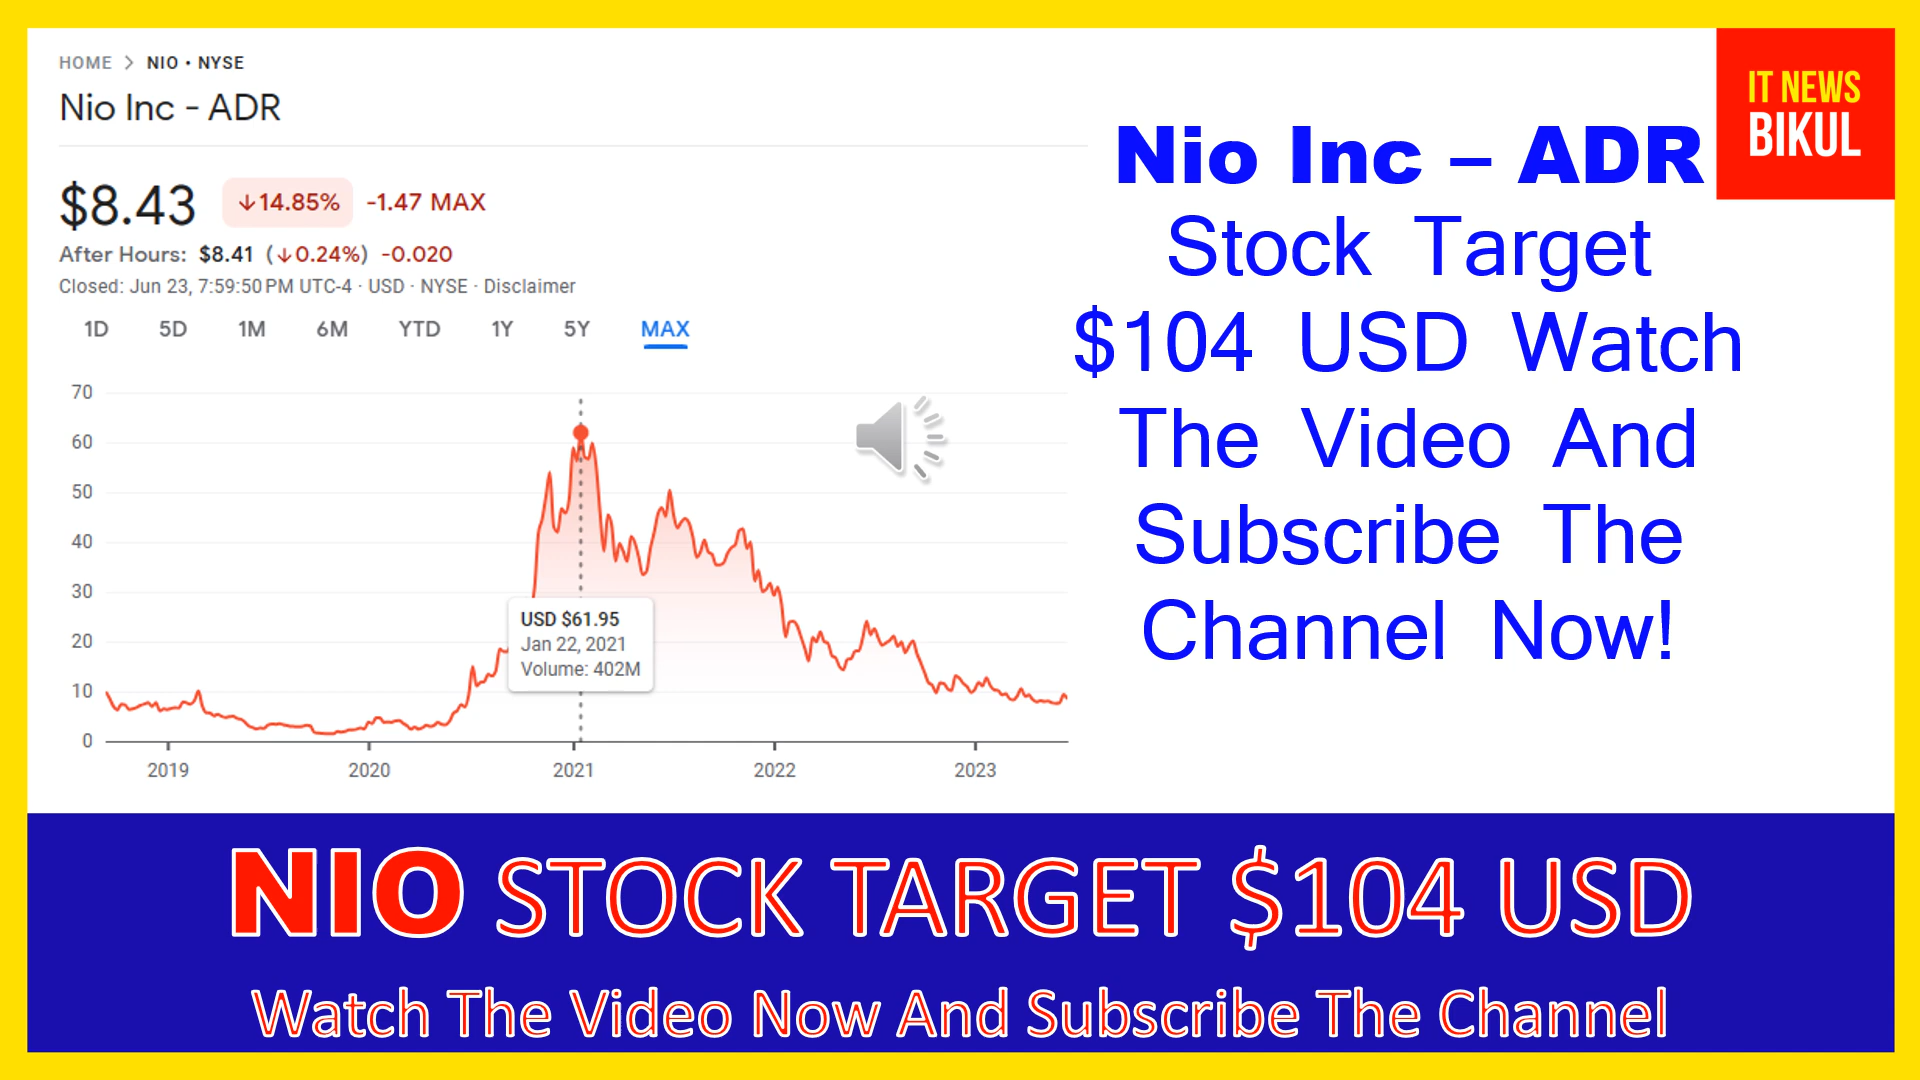 HOME > NIO • NYSE
Nio Inc - ADR
$8.43 ↓14.85% -1.47 MAX
After Hours: $8.41 (↓0.24%) -0.020
Closed: Jun 23, 7:59:50 PM UTC-4 · USD · NYSE · Disclaimer
1D 5D 1M 6M YTD 1Y 5Y MAX
70
60
50
40
30
20
10
0
USD $61.95
Jan 22, 2021
Volume: 402M
2019 2020 2021 2022 2023
Nio Inc – ADR
Stock Target
$104 USD Watch
The Video And
Subscribe The
Channel Now!
IT NEWS
BIKUL
NIO STOCK TARGET $104 USD
Watch The Video Now And Subscribe The Channel